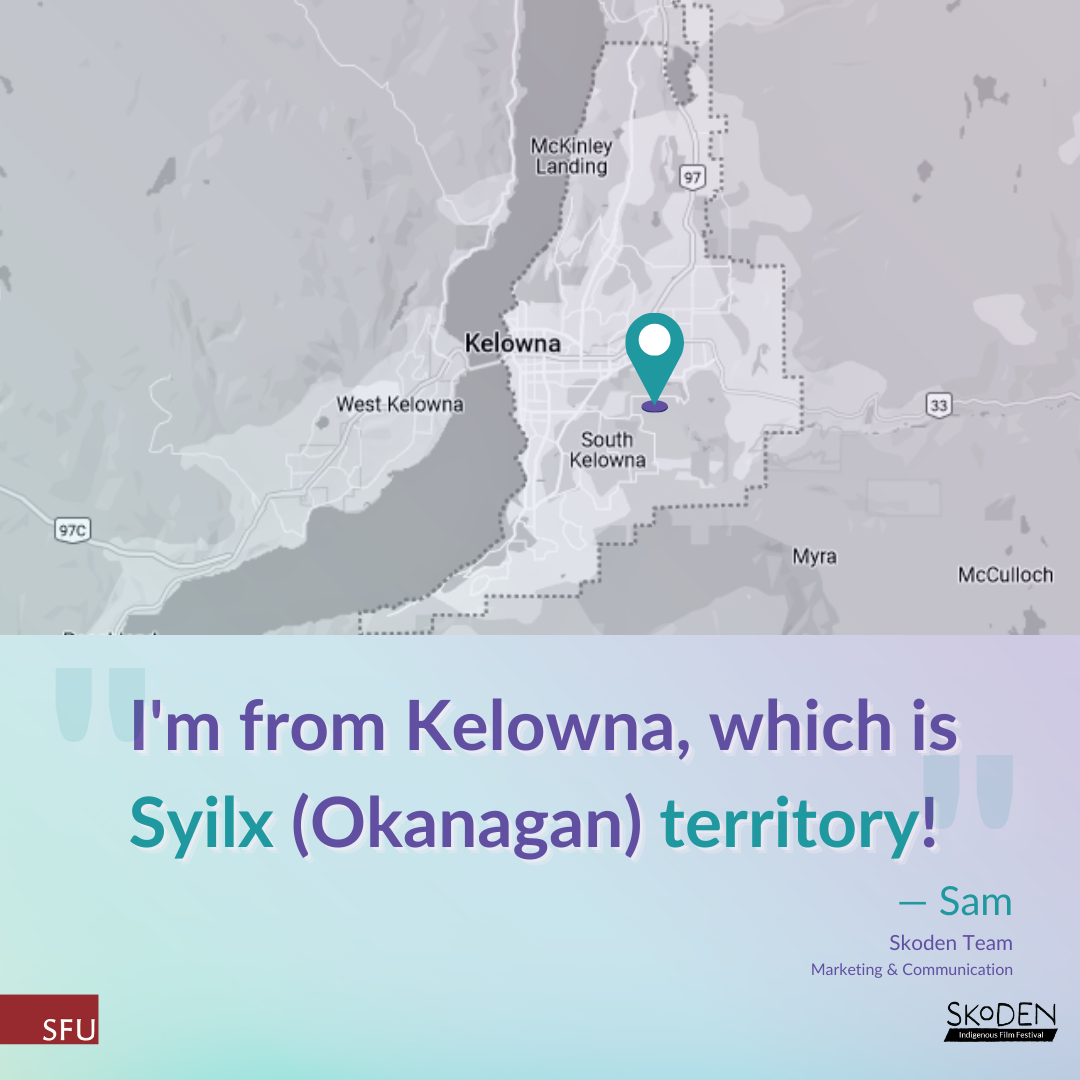 McKinley
Landing
97
Kelowna
West Kelowna
33
South
Kelowna
97C
Myra
McCulloch
"I'm from Kelowna, which is
Syilx (Okanagan) territory!"
— Sam
Skoden Team
Marketing & Communication
SFU
SKODEN
Indigenous Film Festival